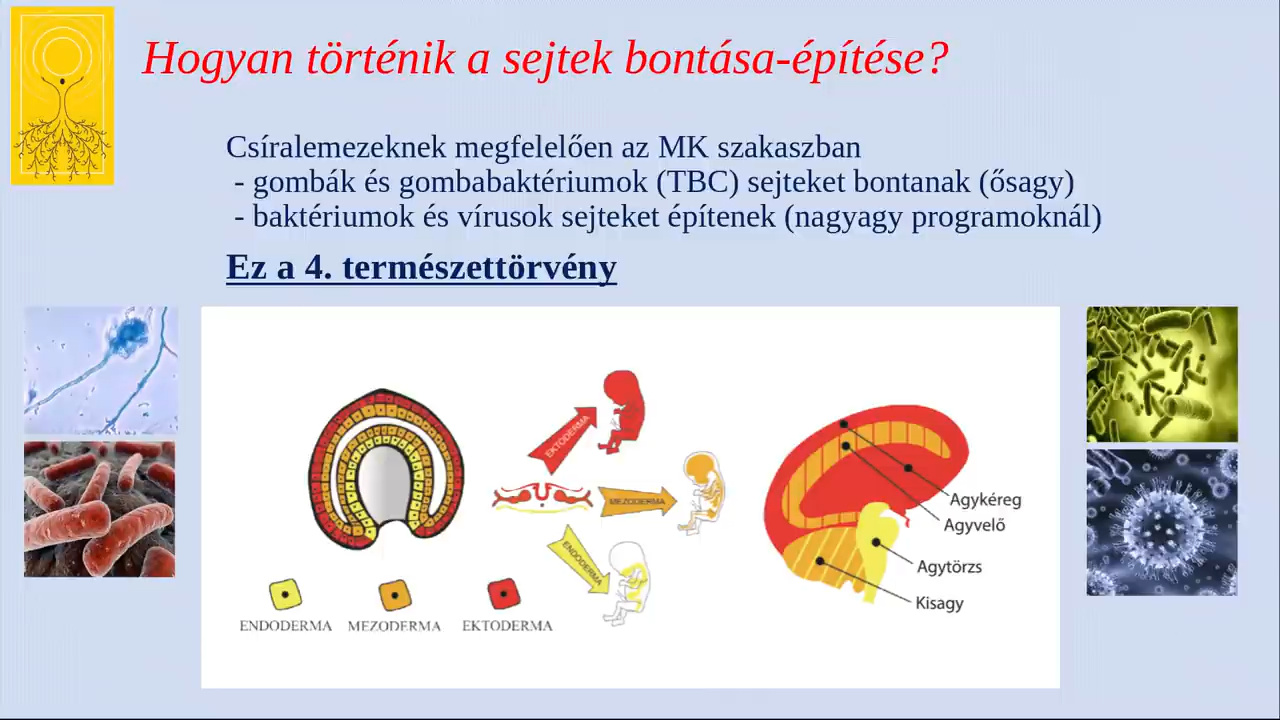 Hogyan történik a sejtek bontása-építése?
Csíralemezeknek megfelelően az MK szakaszban
- gombák és gombabaktériumok (TBC) sejteket bontanak (ősagy)
- baktériumok és vírusok sejteket építenek (nagyagy programoknál)
Ez a 4. természettörvény
EKTODERMA
MEZODERMA
ENDODERMA
Agykéreg
Agyvelő
Agytörzs
Kisagy
ENDODERMA MEZODERMA EKTODERMA